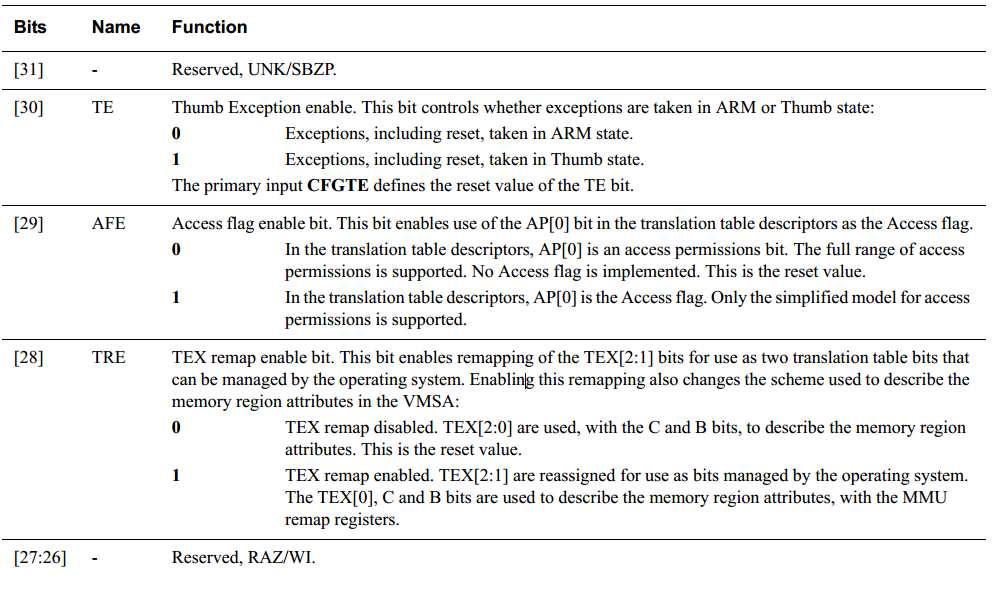 Bits Name Function
[31] - Reserved, UNK/SBZP.
[30] TE Thumb Exception enable. This bit controls whether exceptions are taken in ARM or Thumb state:
0 Exceptions, including reset, taken in ARM state.
1 Exceptions, including reset, taken in Thumb state.
The primary input CFGTE defines the reset value of the TE bit.
[29] AFE Access flag enable bit. This bit enables use of the AP[0] bit in the translation table descriptors as the Access flag.
0 In the translation table descriptors, AP[0] is an access permissions bit. The full range of access
permissions is supported. No Access flag is implemented. This is the reset value.
1 In the translation table descriptors, AP[0] is the Access flag. Only the simplified model for access
permissions is supported.
[28] TRE TEX remap enable bit. This bit enables remapping of the TEX[2:1] bits for use as two translation table bits that
can be managed by the operating system. Enabling this remapping also changes the scheme used to describe the
memory region attributes in the VMSA:
0 TEX remap disabled. TEX[2:0] are used, with the C and B bits, to describe the memory region
attributes. This is the reset value.
1 TEX remap enabled. TEX[2:1] are reassigned for use as bits managed by the operating system.
The TEX[0], C and B bits are used to describe the memory region attributes, with the MMU
remap registers.
[27:26] - Reserved, RAZ/WI.